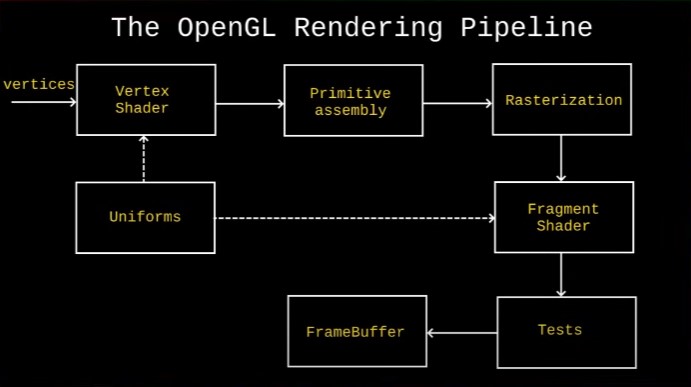 The OpenGL Rendering Pipeline
vertices
Vertex
Shader
Primitive
assembly
Rasterization
Uniforms
Fragment
Shader
FrameBuffer
Tests